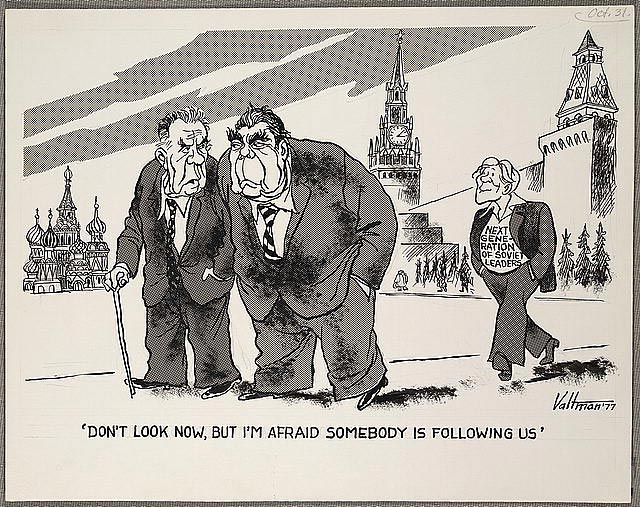 Oct. 31.
NEXT
GENE
RATION
OF SOVIET
LEADERS
Valtman '77
'DON'T LOOK NOW, BUT I'M AFRAID SOMEBODY IS FOLLOWING US'